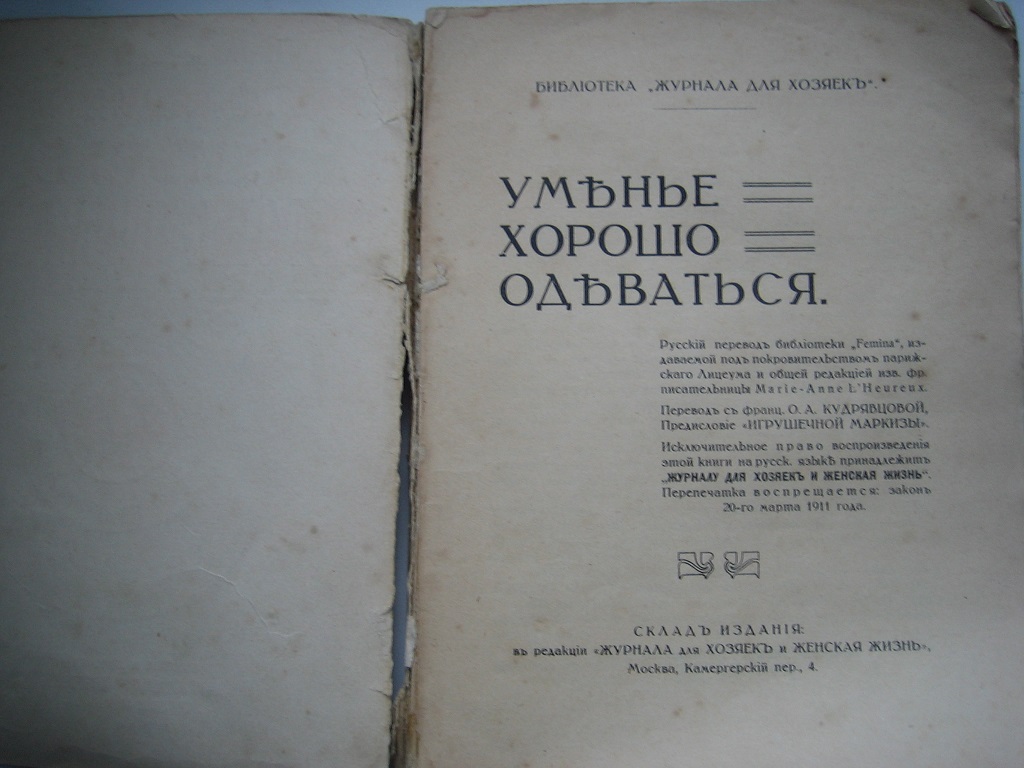 БИБЛІОТЕКА „ЖУРНАЛА ДЛЯ ХОЗЯЕКЪ“.
УМѢНЬЕ
ХОРОШО
ОДѢВАТЬСЯ.
Русскій переводъ библіотеки „Femina“, из-
даваемой подъ покровительствомъ париж-
скаго Лицеума и общей редакціей изв. фр.
писательницы Marie-Anne L'Heureux.
Переводъ съ франц. О. А. КУДРЯВЦОВОЙ,
Предисловіе «ИГРУШЕЧНОЙ МАРКИЗЫ».
Исключительное право воспроизведенія
этой книги на русск. языкѣ принадлежитъ
„ЖУРНАЛУ ДЛЯ ХОЗЯЕКЪ И ЖЕНСКАЯ ЖИЗНЬ“.
Перепечатка воспрещается: законъ
20-го марта 1911 года.
СКЛАДЪ ИЗДАНІЯ:
въ редакціи «ЖУРНАЛА для ХОЗЯЕКЪ и ЖЕНСКАЯ ЖИЗНЬ»,
Москва, Камергерскій пер., 4.